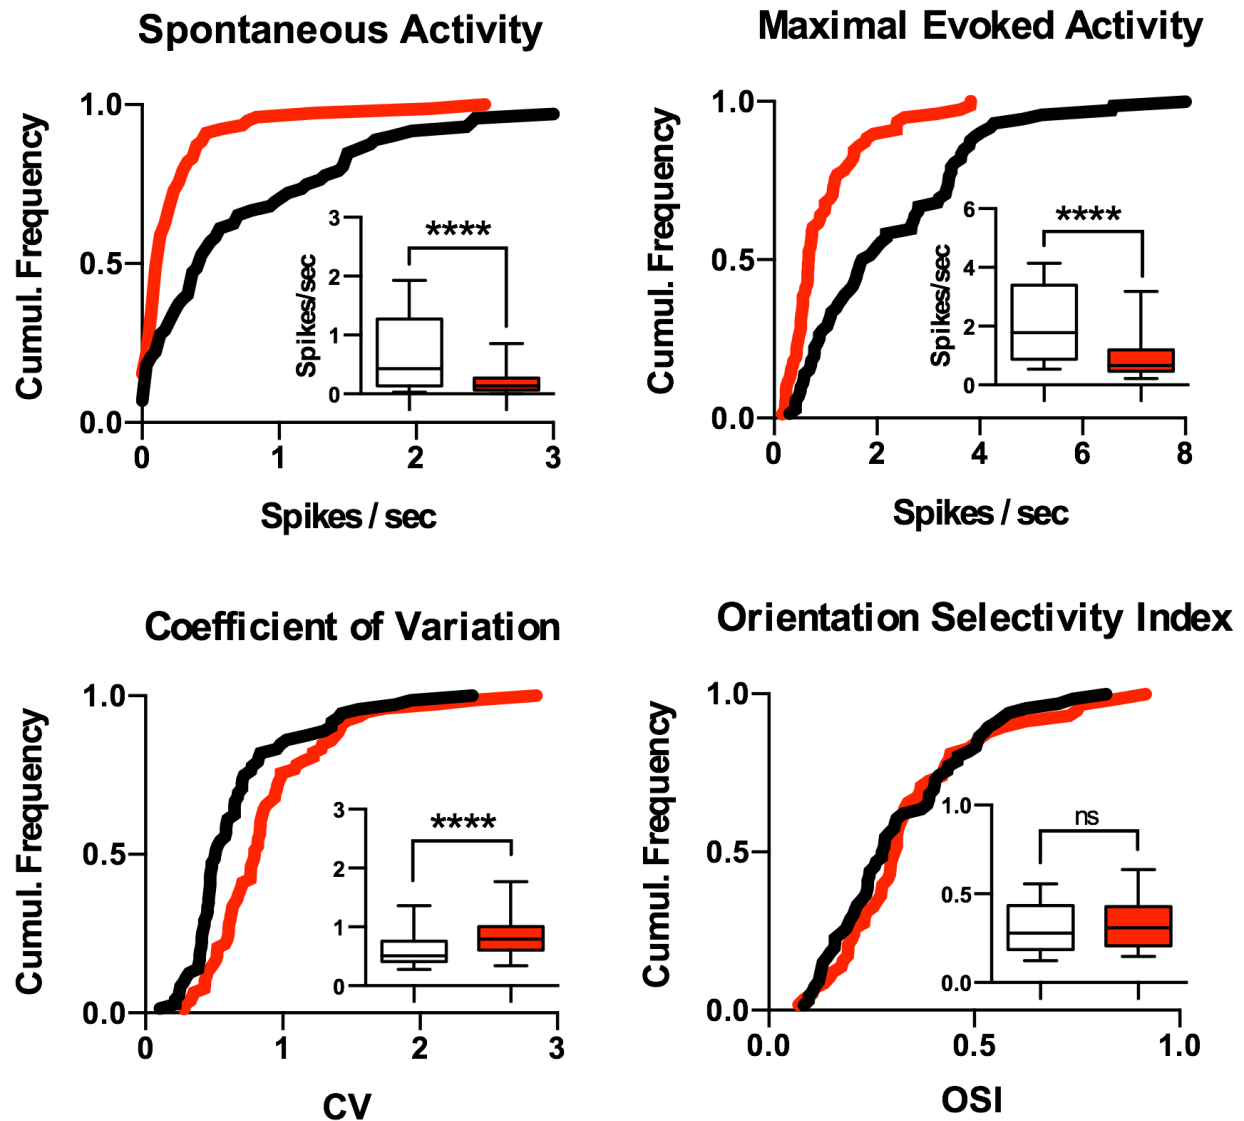 Spontaneous Activity
Cumul. Frequency
1.0
0.5
0.0
0 1 2 3
Spikes / sec
Spikes/sec
3
2
1
0
****
Maximal Evoked Activity
Cumul. Frequency
1.0
0.5
0.0
0 2 4 6 8
Spikes / sec
Spikes/sec
6
4
2
0
****
Coefficient of Variation
Cumul. Frequency
1.0
0.5
0.0
0 1 2 3
CV
3
2
1
0
****
Orientation Selectivity Index
Cumul. Frequency
1.0
0.5
0.0
0.0 0.5 1.0
OSI
1.0
0.5
0.0
ns